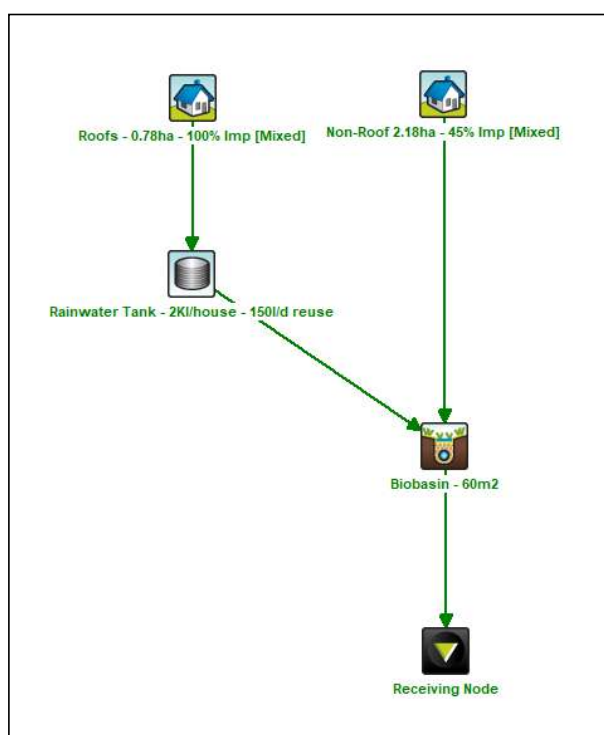 Roofs - 0.78ha - 100% Imp [Mixed]
Non-Roof 2.18ha - 45% Imp [Mixed]
Rainwater Tank - 2Kl/house - 150l/d reuse
Biobasin - 60m2
Receiving Node